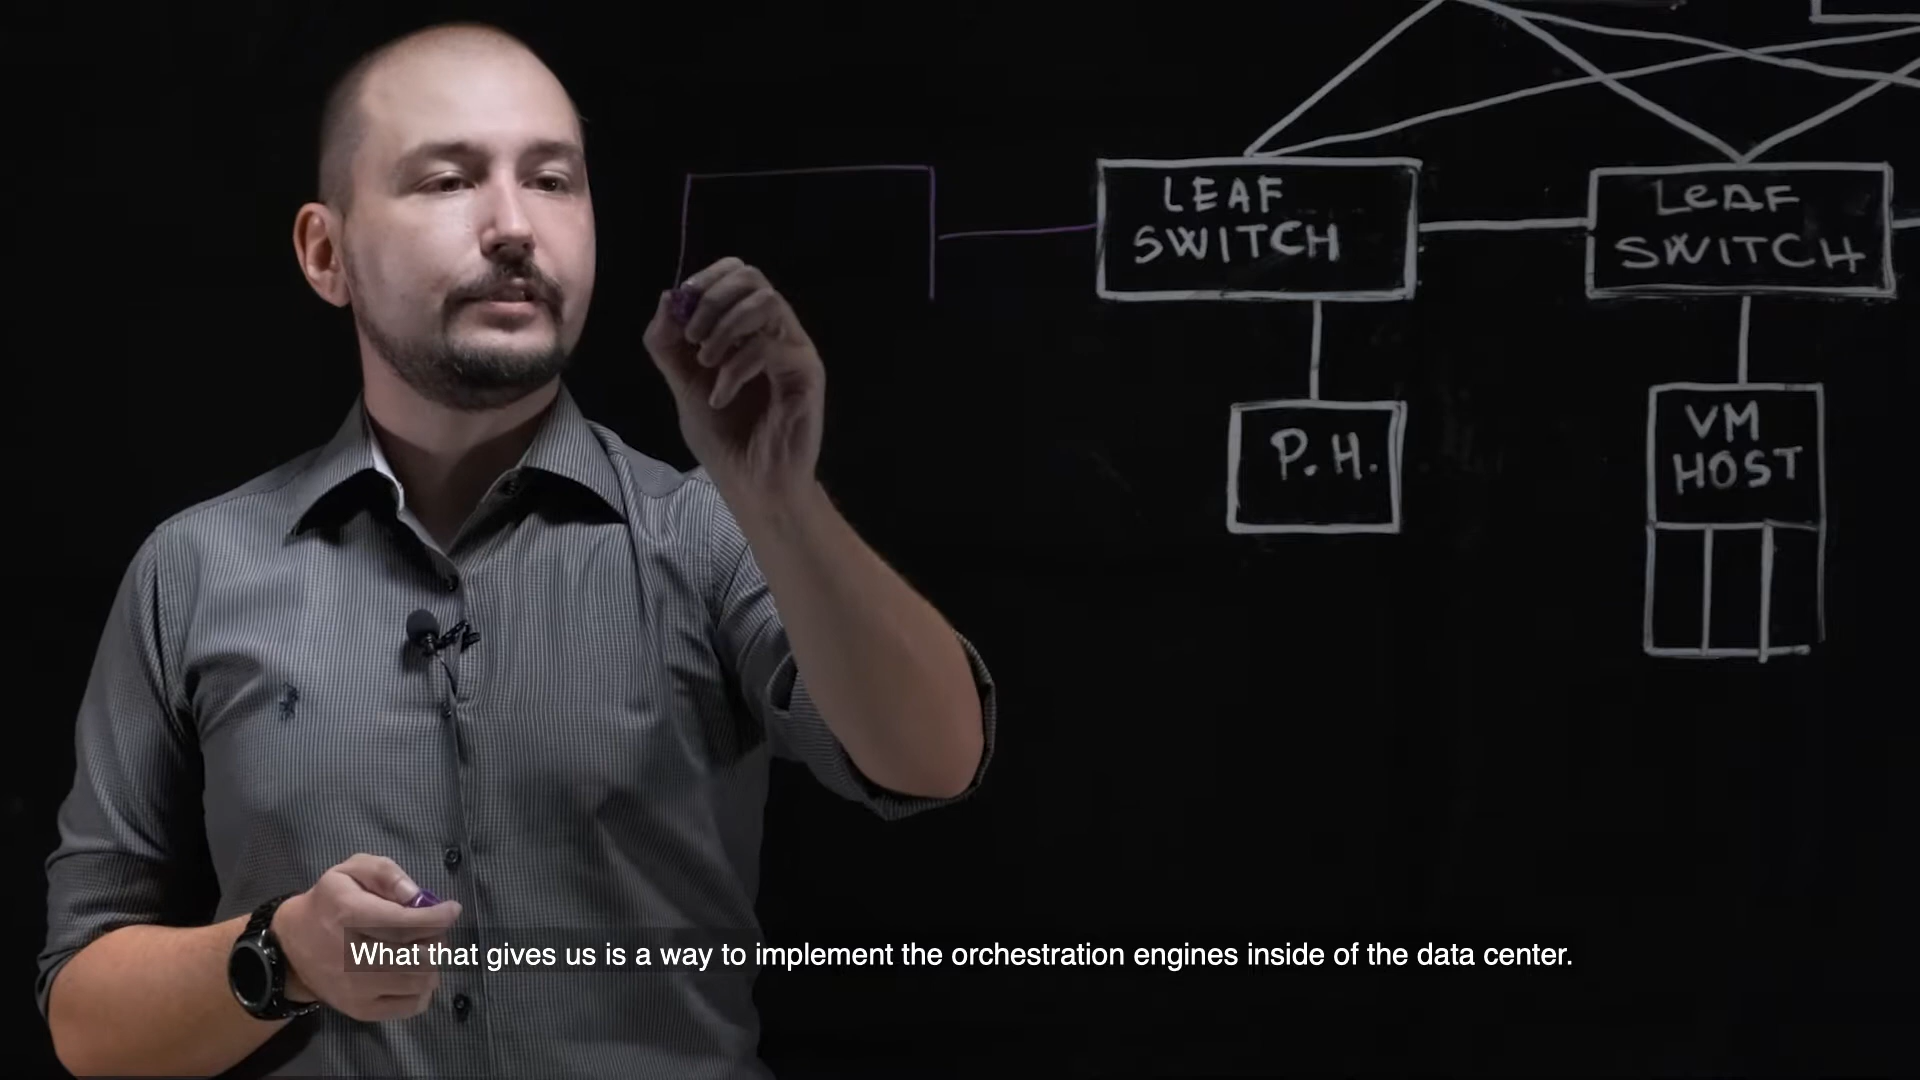 LEAF
SWITCH
LeAF
SWITCH
P.H.
VM
HOST
What that gives us is a way to implement the orchestration engines inside of the data center.